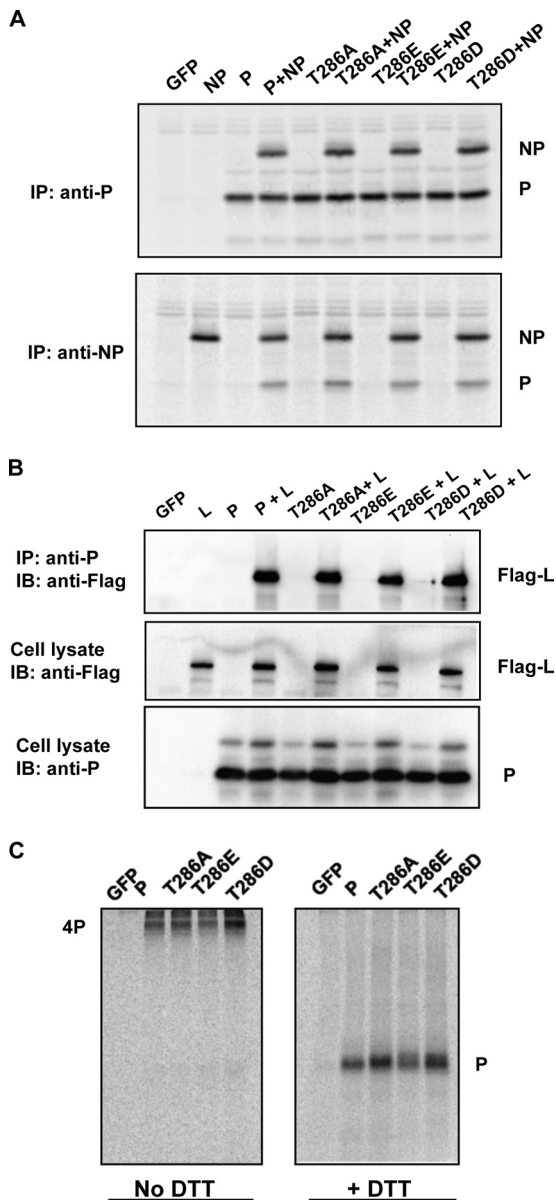 A
GFP NP P P+NP T286A T286A+NP T286E T286E+NP T286D T286D+NP
IP: anti-P
NP
P
IP: anti-NP
NP
P
B
GFP L P P + L T286A T286A+ L T286E T286E + L T286D + L T286D + L
IP: anti-P
IB: anti-Flag
Flag-L
Cell lysate
IB: anti-Flag
Flag-L
Cell lysate
IB: anti-P
P
C
GFP P T286A T286E T286D
GFP P T286A T286E T286D
4P
P
No DTT
+ DTT